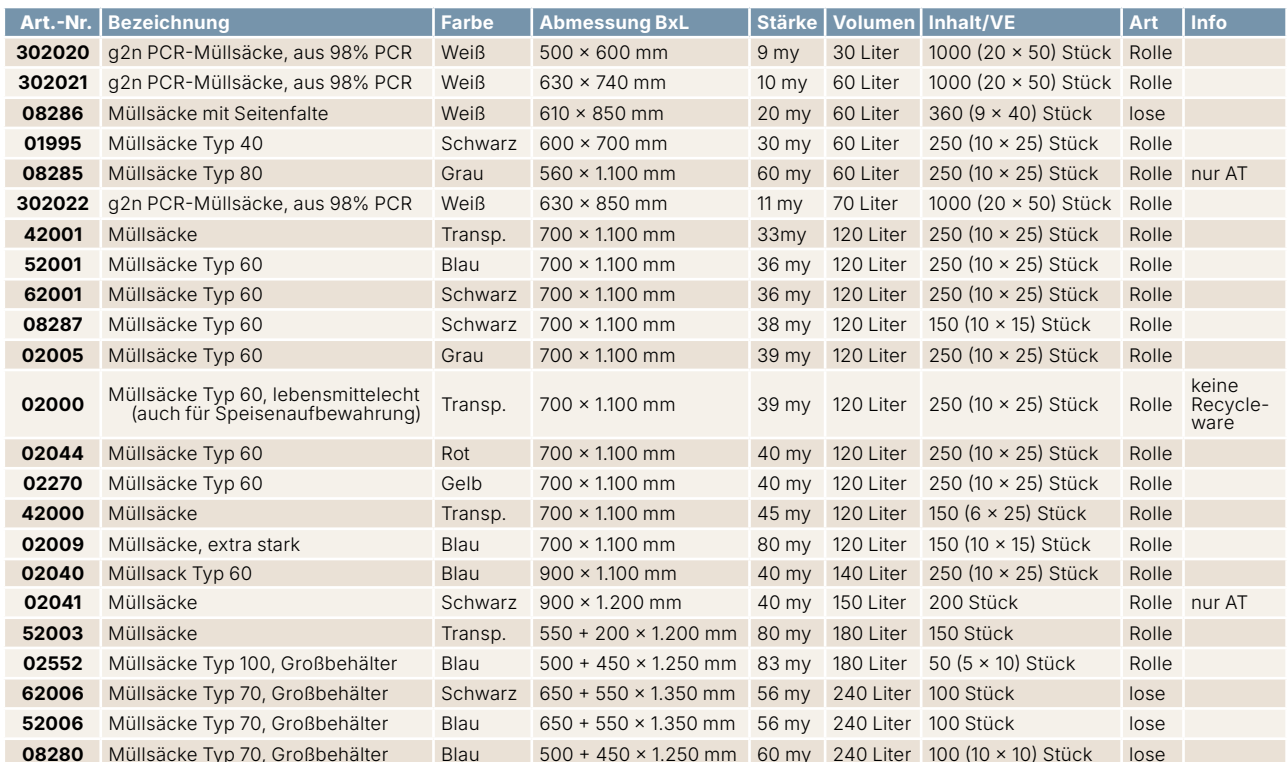 Art.-Nr. Bezeichnung Farbe Abmessung BxL Stärke Volumen Inhalt/VE Art Info
302020 g2n PCR-Müllsäcke, aus 98% PCR Weiß 500 × 600 mm 9 my 30 Liter 1000 (20 × 50) Stück Rolle
302021 g2n PCR-Müllsäcke, aus 98% PCR Weiß 630 × 740 mm 10 my 60 Liter 1000 (20 × 50) Stück Rolle
08286 Müllsäcke mit Seitenfalte Weiß 610 × 850 mm 20 my 60 Liter 360 (9 × 40) Stück lose
01995 Müllsäcke Typ 40 Schwarz 600 × 700 mm 30 my 60 Liter 250 (10 × 25) Stück Rolle
08285 Müllsäcke Typ 80 Grau 560 × 1.100 mm 60 my 60 Liter 250 (10 × 25) Stück Rolle nur AT
302022 g2n PCR-Müllsäcke, aus 98% PCR Weiß 630 × 850 mm 11 my 70 Liter 1000 (20 × 50) Stück Rolle
42001 Müllsäcke Transp. 700 × 1.100 mm 33my 120 Liter 250 (10 × 25) Stück Rolle
52001 Müllsäcke Typ 60 Blau 700 × 1.100 mm 36 my 120 Liter 250 (10 × 25) Stück Rolle
62001 Müllsäcke Typ 60 Schwarz 700 × 1.100 mm 36 my 120 Liter 250 (10 × 25) Stück Rolle
08287 Müllsäcke Typ 60 Schwarz 700 × 1.100 mm 38 my 120 Liter 150 (10 × 15) Stück Rolle
02005 Müllsäcke Typ 60 Grau 700 × 1.100 mm 39 my 120 Liter 250 (10 × 25) Stück Rolle
02000 Müllsäcke Typ 60, lebensmittelecht
(auch für Speisenaufbewahrung) Transp. 700 × 1.100 mm 39 my 120 Liter 250 (10 × 25) Stück Rolle keine
Recycle-
ware
02044 Müllsäcke Typ 60 Rot 700 × 1.100 mm 40 my 120 Liter 250 (10 × 25) Stück Rolle
02270 Müllsäcke Typ 60 Gelb 700 × 1.100 mm 40 my 120 Liter 250 (10 × 25) Stück Rolle
42000 Müllsäcke Transp. 700 × 1.100 mm 45 my 120 Liter 150 (6 × 25) Stück Rolle
02009 Müllsäcke, extra stark Blau 700 × 1.100 mm 80 my 120 Liter 150 (10 × 15) Stück Rolle
02040 Müllsack Typ 60 Blau 900 × 1.100 mm 40 my 140 Liter 250 (10 × 25) Stück Rolle
02041 Müllsäcke Schwarz 900 × 1.200 mm 40 my 150 Liter 200 Stück Rolle nur AT
52003 Müllsäcke Transp. 550 + 200 × 1.200 mm 80 my 180 Liter 150 Stück Rolle
02552 Müllsäcke Typ 100, Großbehälter Blau 500 + 450 × 1.250 mm 83 my 180 Liter 50 (5 × 10) Stück Rolle
62006 Müllsäcke Typ 70, Großbehälter Schwarz 650 + 550 × 1.350 mm 56 my 240 Liter 100 Stück lose
52006 Müllsäcke Typ 70, Großbehälter Blau 650 + 550 × 1.350 mm 56 my 240 Liter 100 Stück lose
08280 Müllsäcke Typ 70, Großbehälter Blau 500 + 450 × 1.250 mm 60 my 240 Liter 100 (10 × 10) Stück lose